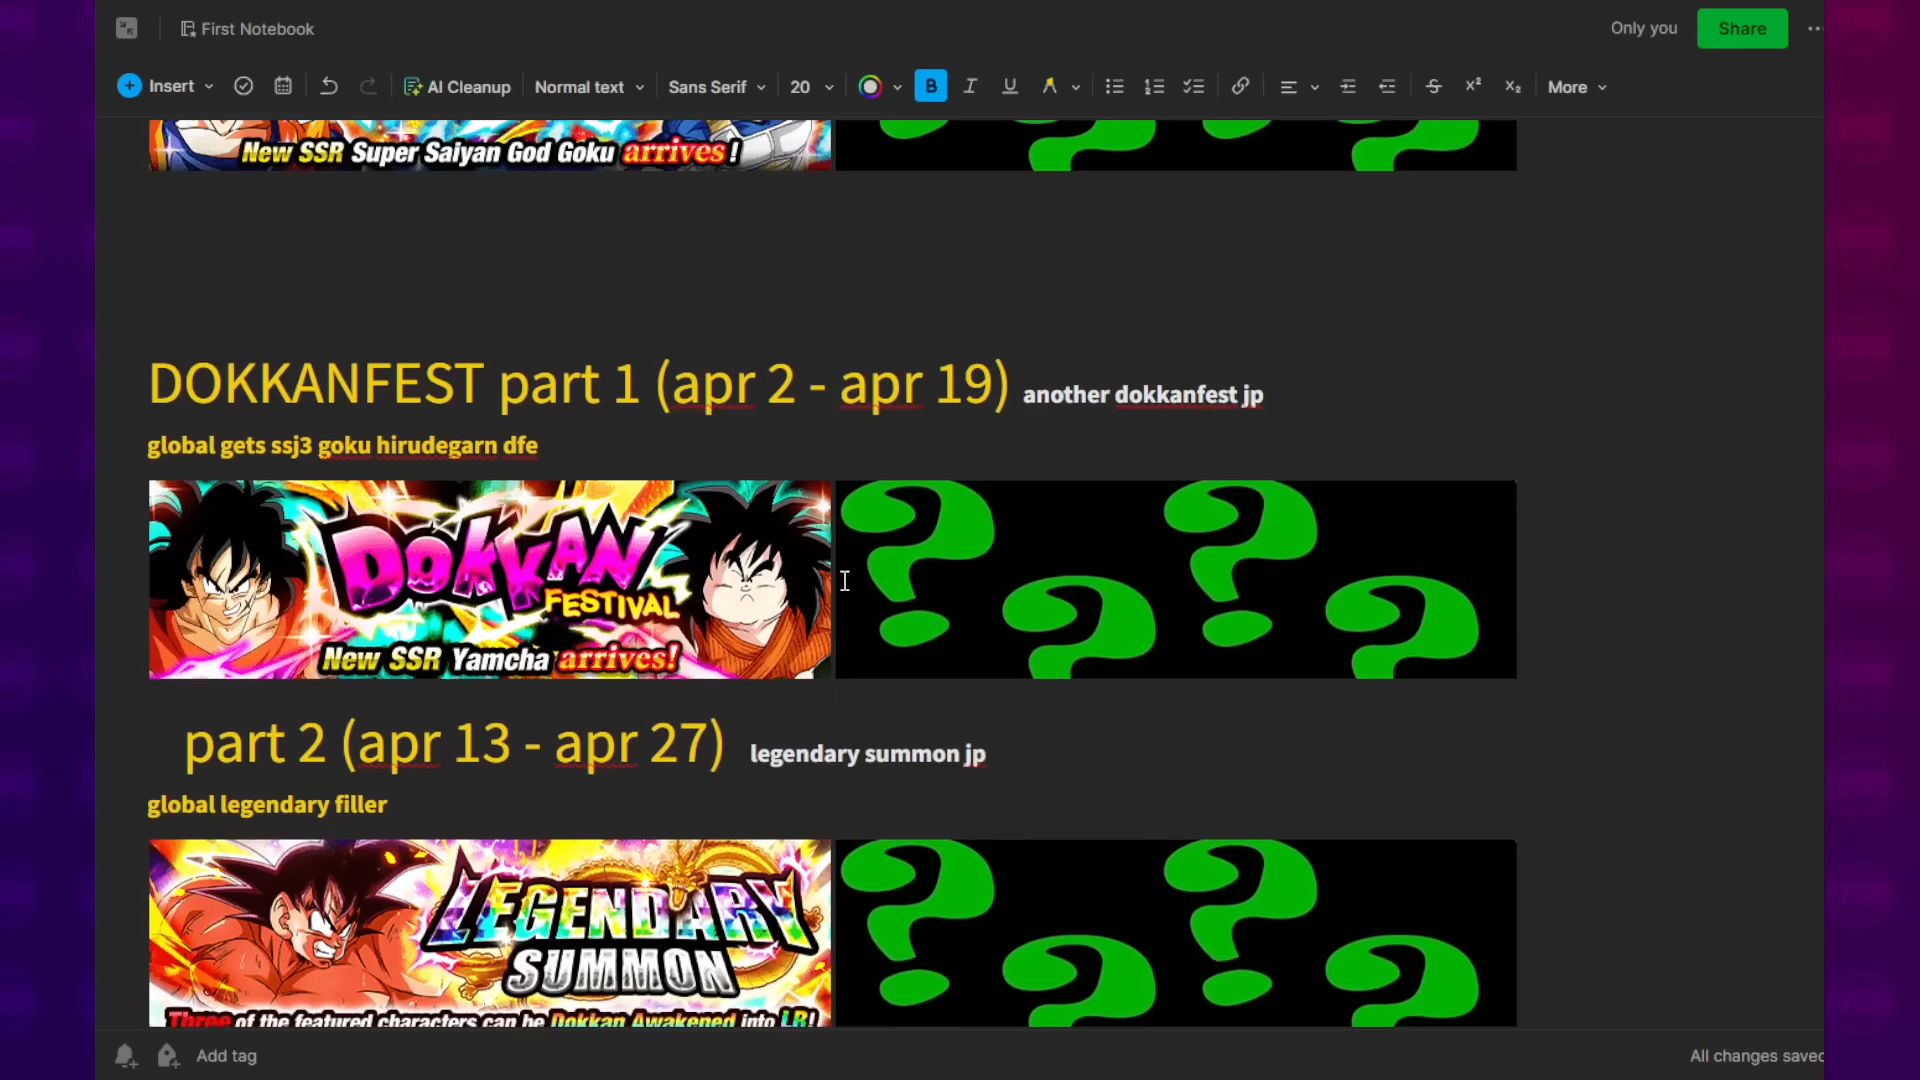 First Notebook
Only you
Share
Insert
AI Cleanup
Normal text
Sans Serif
20
B
I
U
More
New SSR Super Saiyan God Goku arrives!
DOKKANFEST part 1 (apr 2 - apr 19) another dokkanfest jp
global gets ssj3 goku hirudegarn dfe
DOKKAN
FESTIVAL
New SSR Yamcha arrives!
part 2 (apr 13 - apr 27) legendary summon jp
global legendary filler
LEGENDARY
SUMMON
Three of the featured characters can be Dokkan Awakened into LR!
Add tag
All changes saved